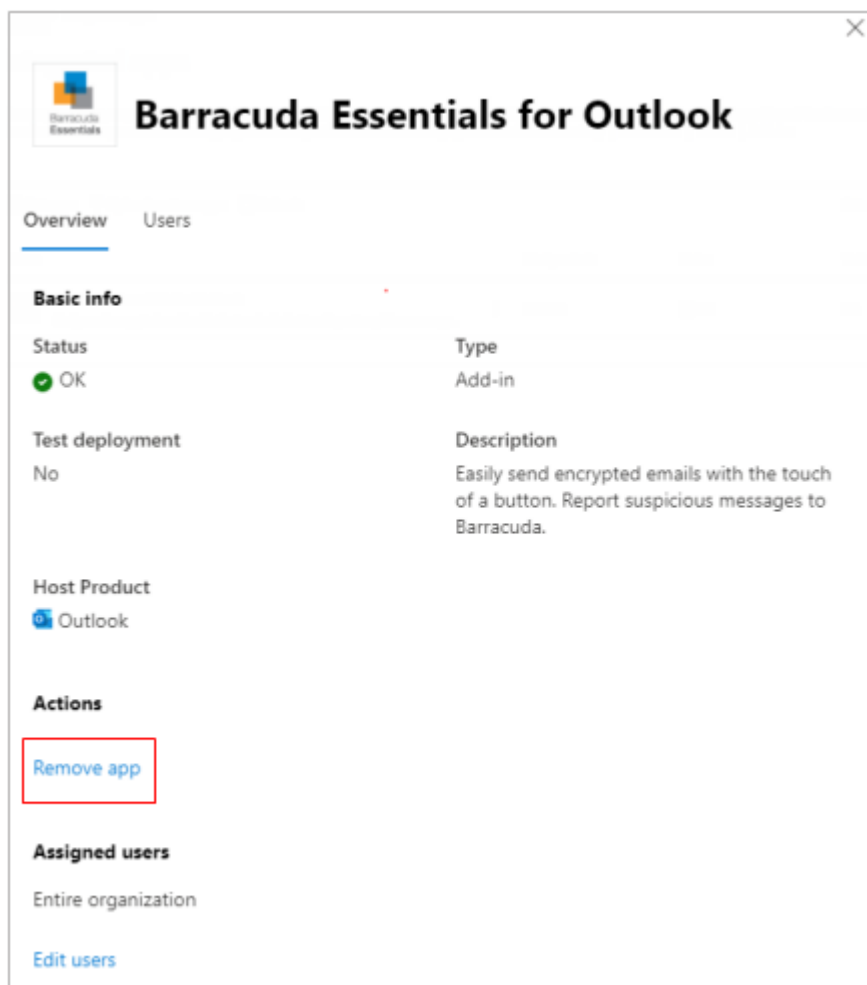 Barracuda
Essentials
Barracuda Essentials for Outlook
Overview Users
Basic info
Status Type
OK Add-in
Test deployment Description
No Easily send encrypted emails with the touch
of a button. Report suspicious messages to
Barracuda.
Host Product
Outlook
Actions
Remove app
Assigned users
Entire organization
Edit users